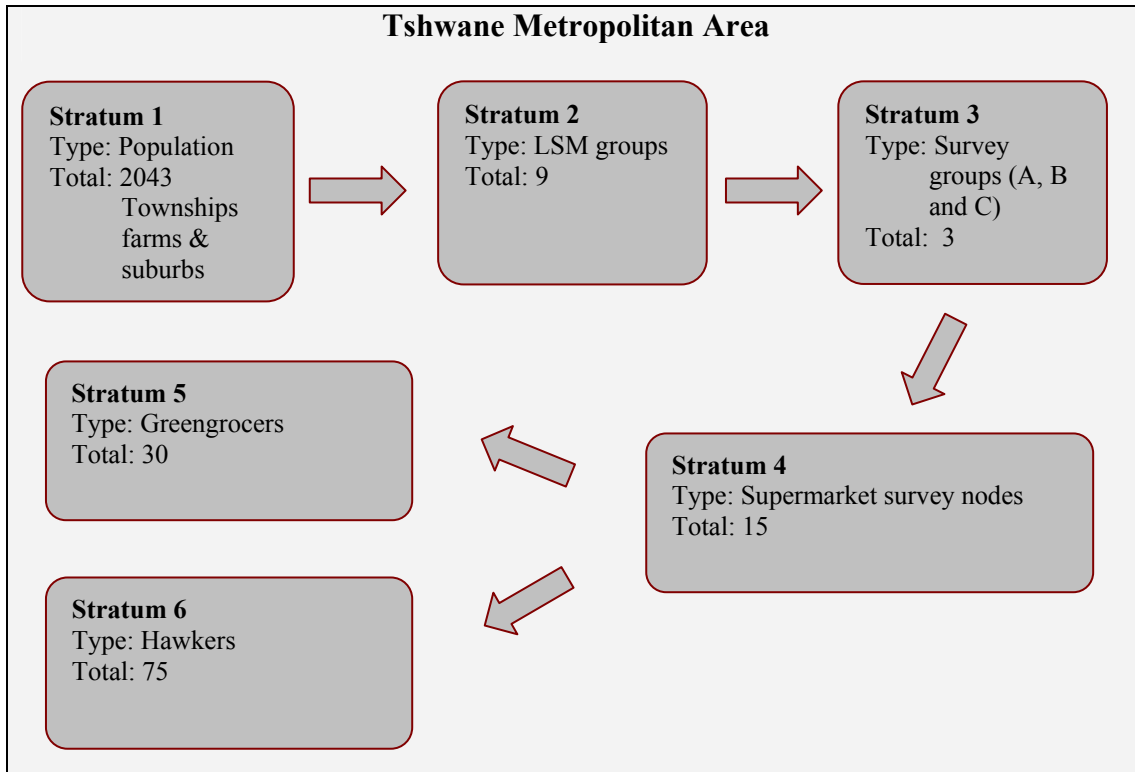 Tshwane Metropolitan Area
Stratum 1
Type: Population
Total: 2043
Townships
farms &
suburbs
Stratum 2
Type: LSM groups
Total: 9
Stratum 3
Type: Survey
groups (A, B
and C)
Total: 3
Stratum 4
Type: Supermarket survey nodes
Total: 15
Stratum 5
Type: Greengrocers
Total: 30
Stratum 6
Type: Hawkers
Total: 75